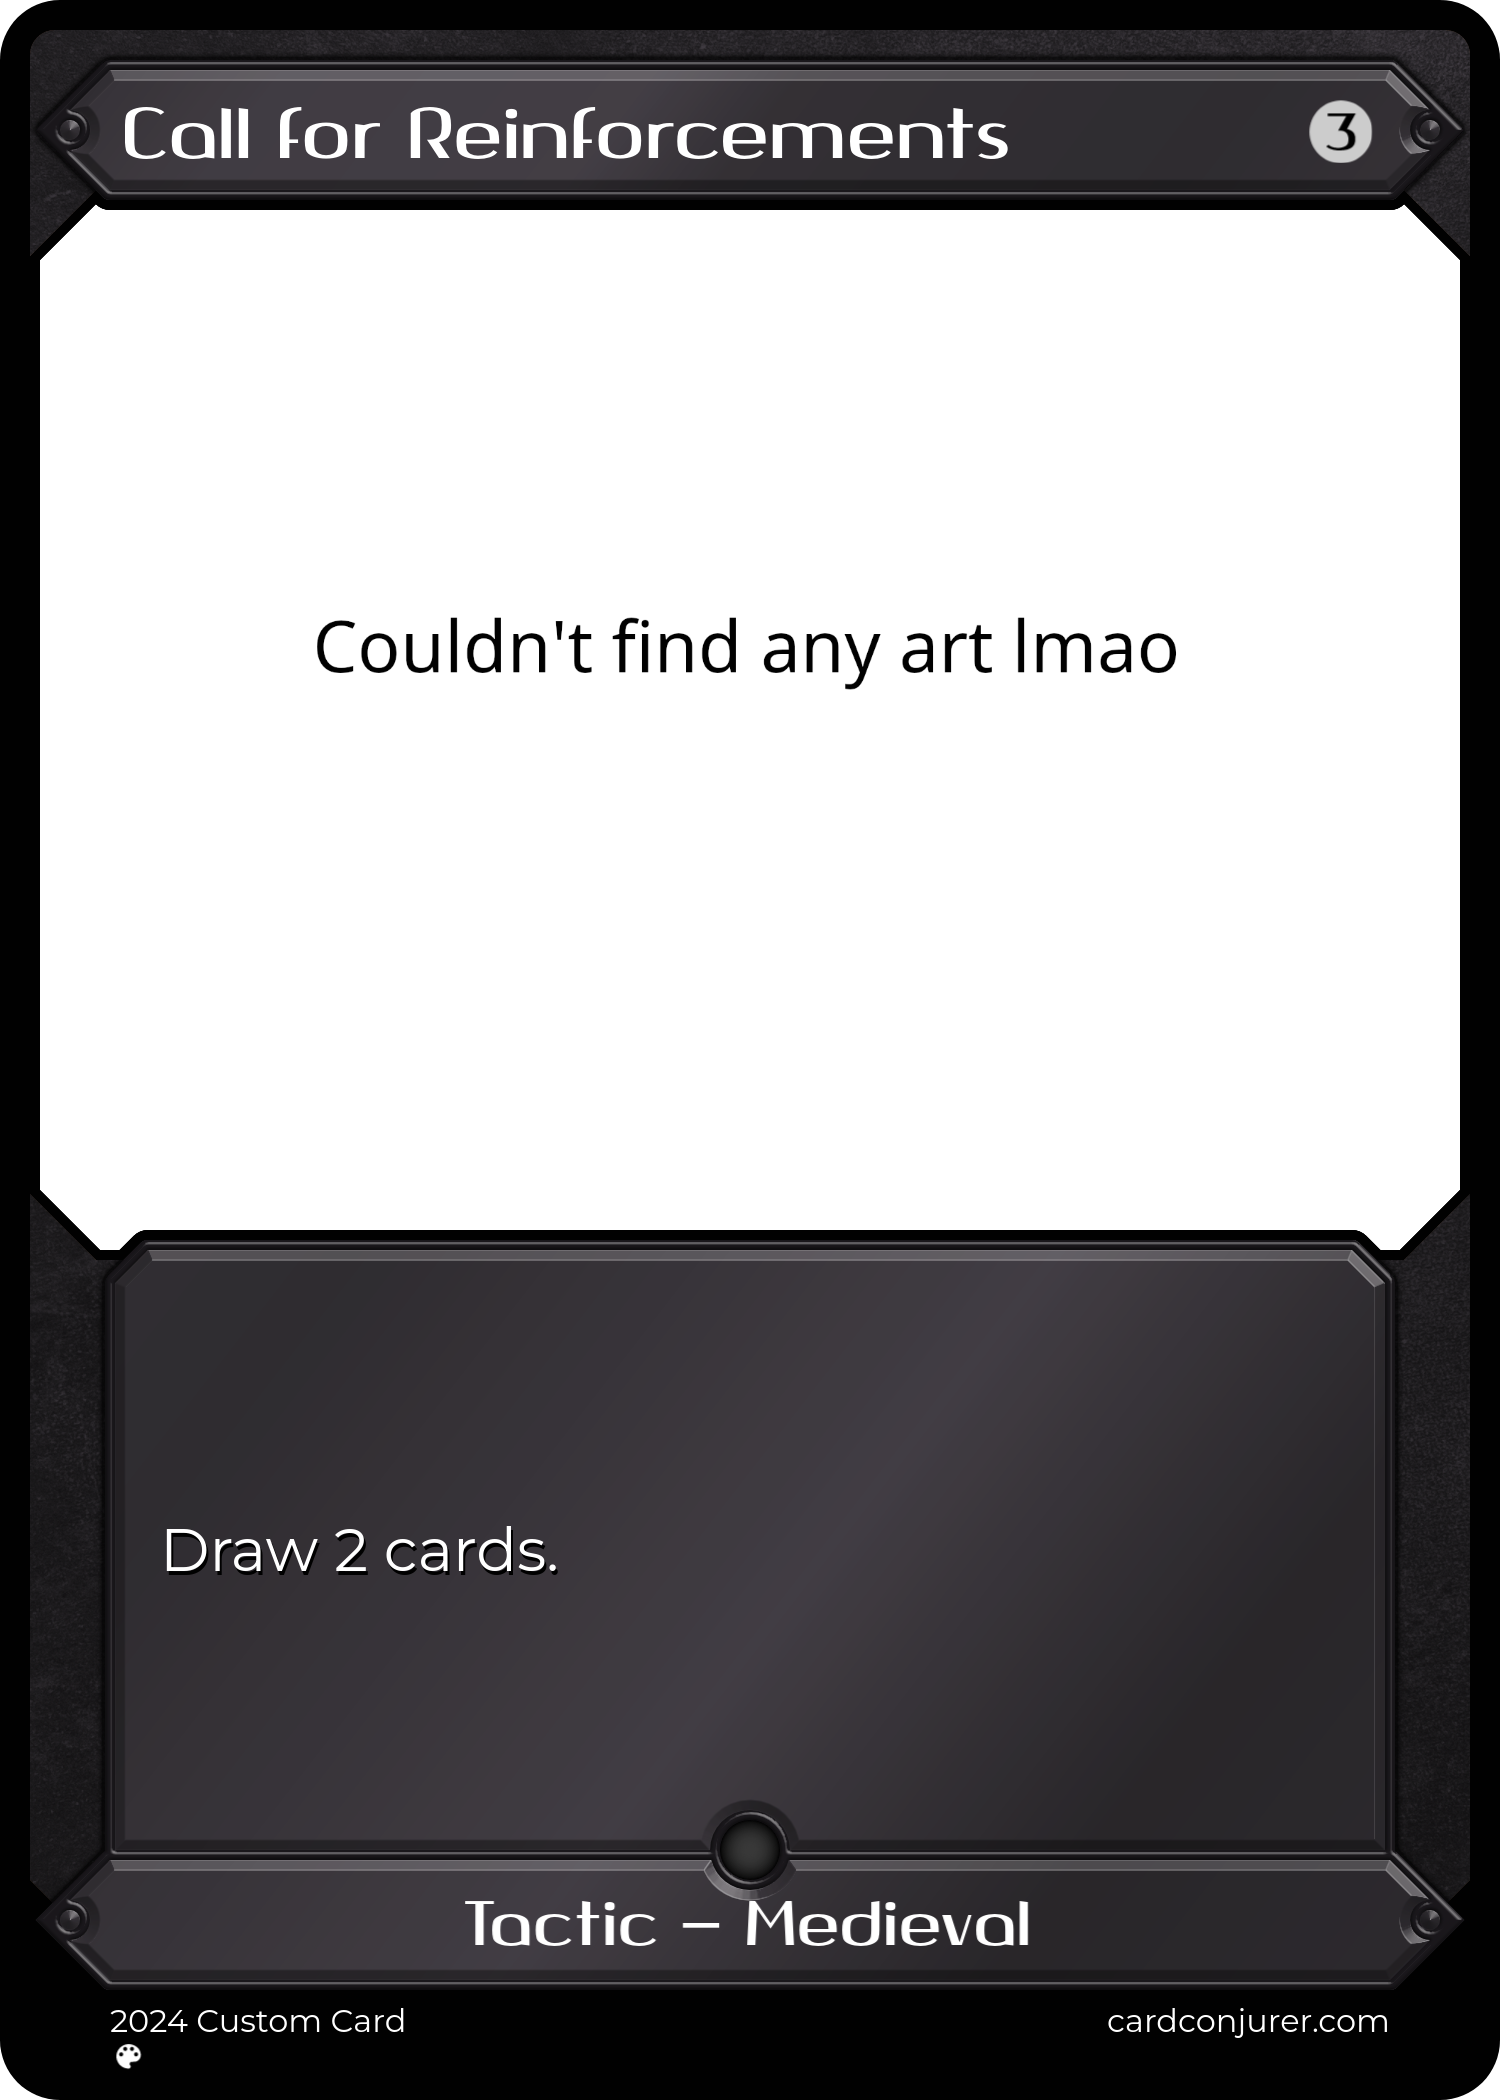 Call for Reinforcements 3
Couldn't find any art lmao
Draw 2 cards.
Tactic – Medieval
2024 Custom Card cardconjurer.com